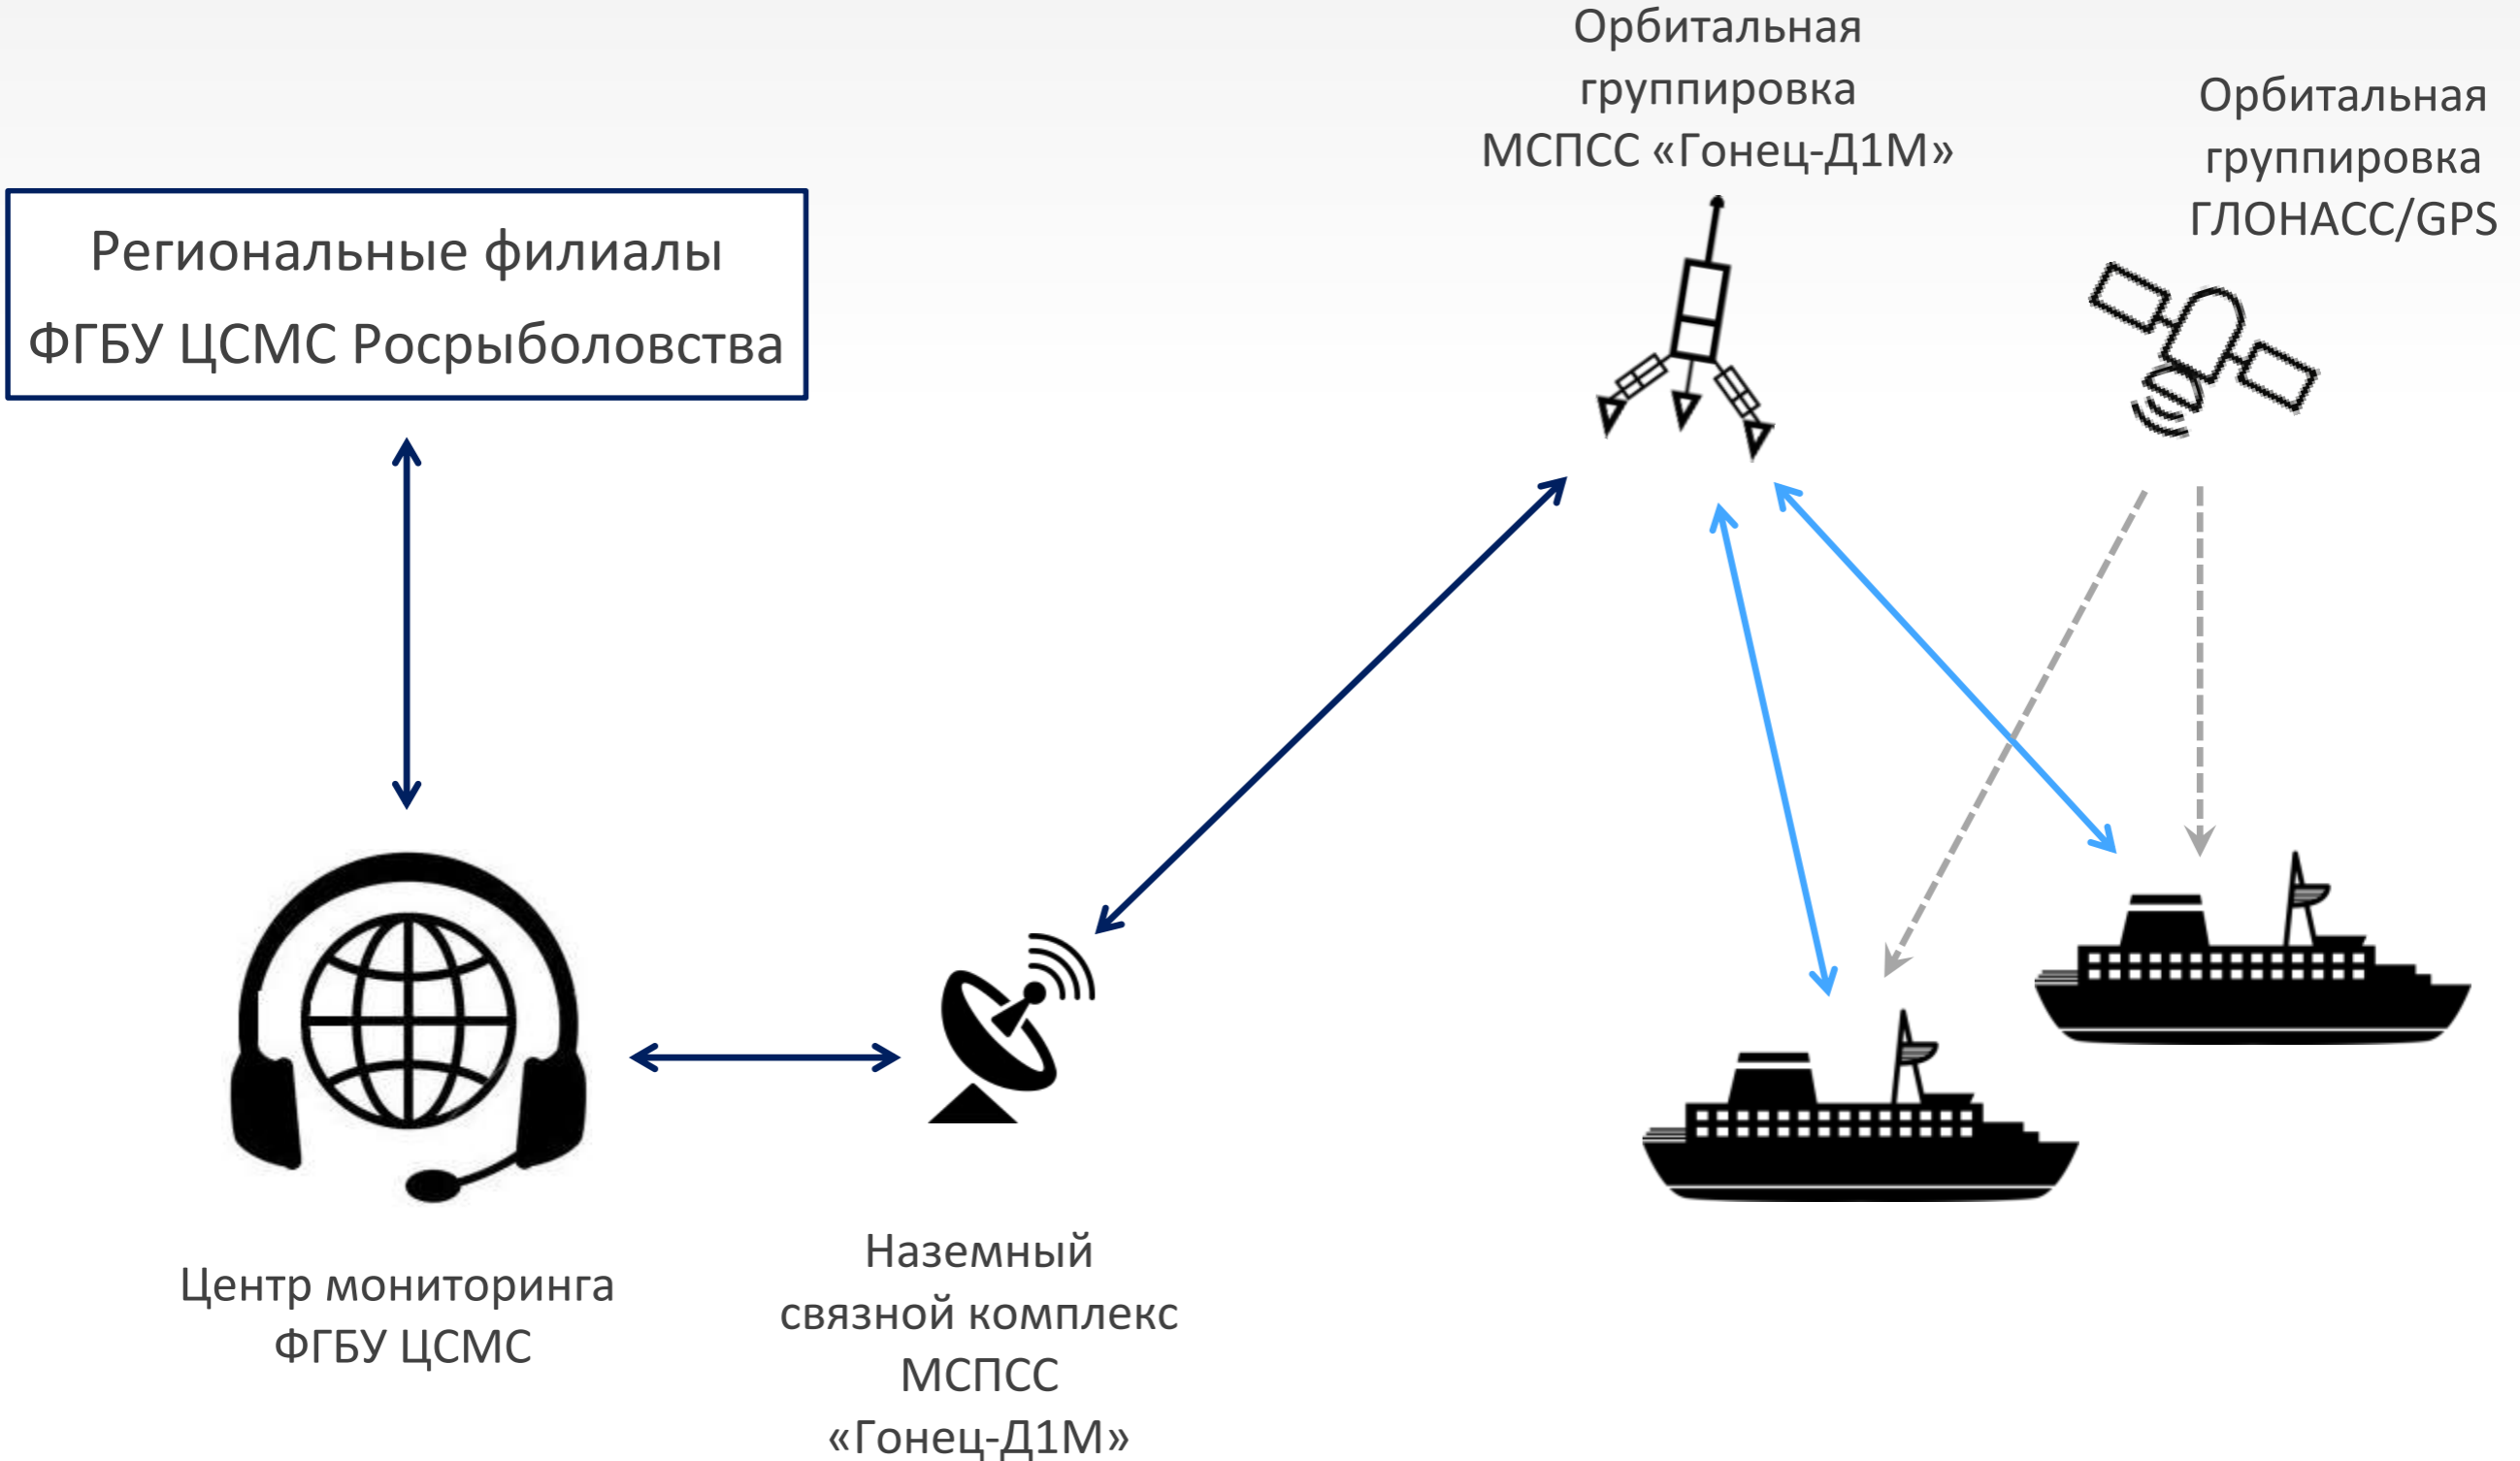 Орбитальная
группировка
МСПСС «Гонец-Д1М»
Орбитальная
группировка
ГЛОНАСС/GPS
Региональные филиалы
ФГБУ ЦСМС Росрыболовства
Центр мониторинга
ФГБУ ЦСМС
Наземный
связной комплекс
МСПСС
«Гонец-Д1М»